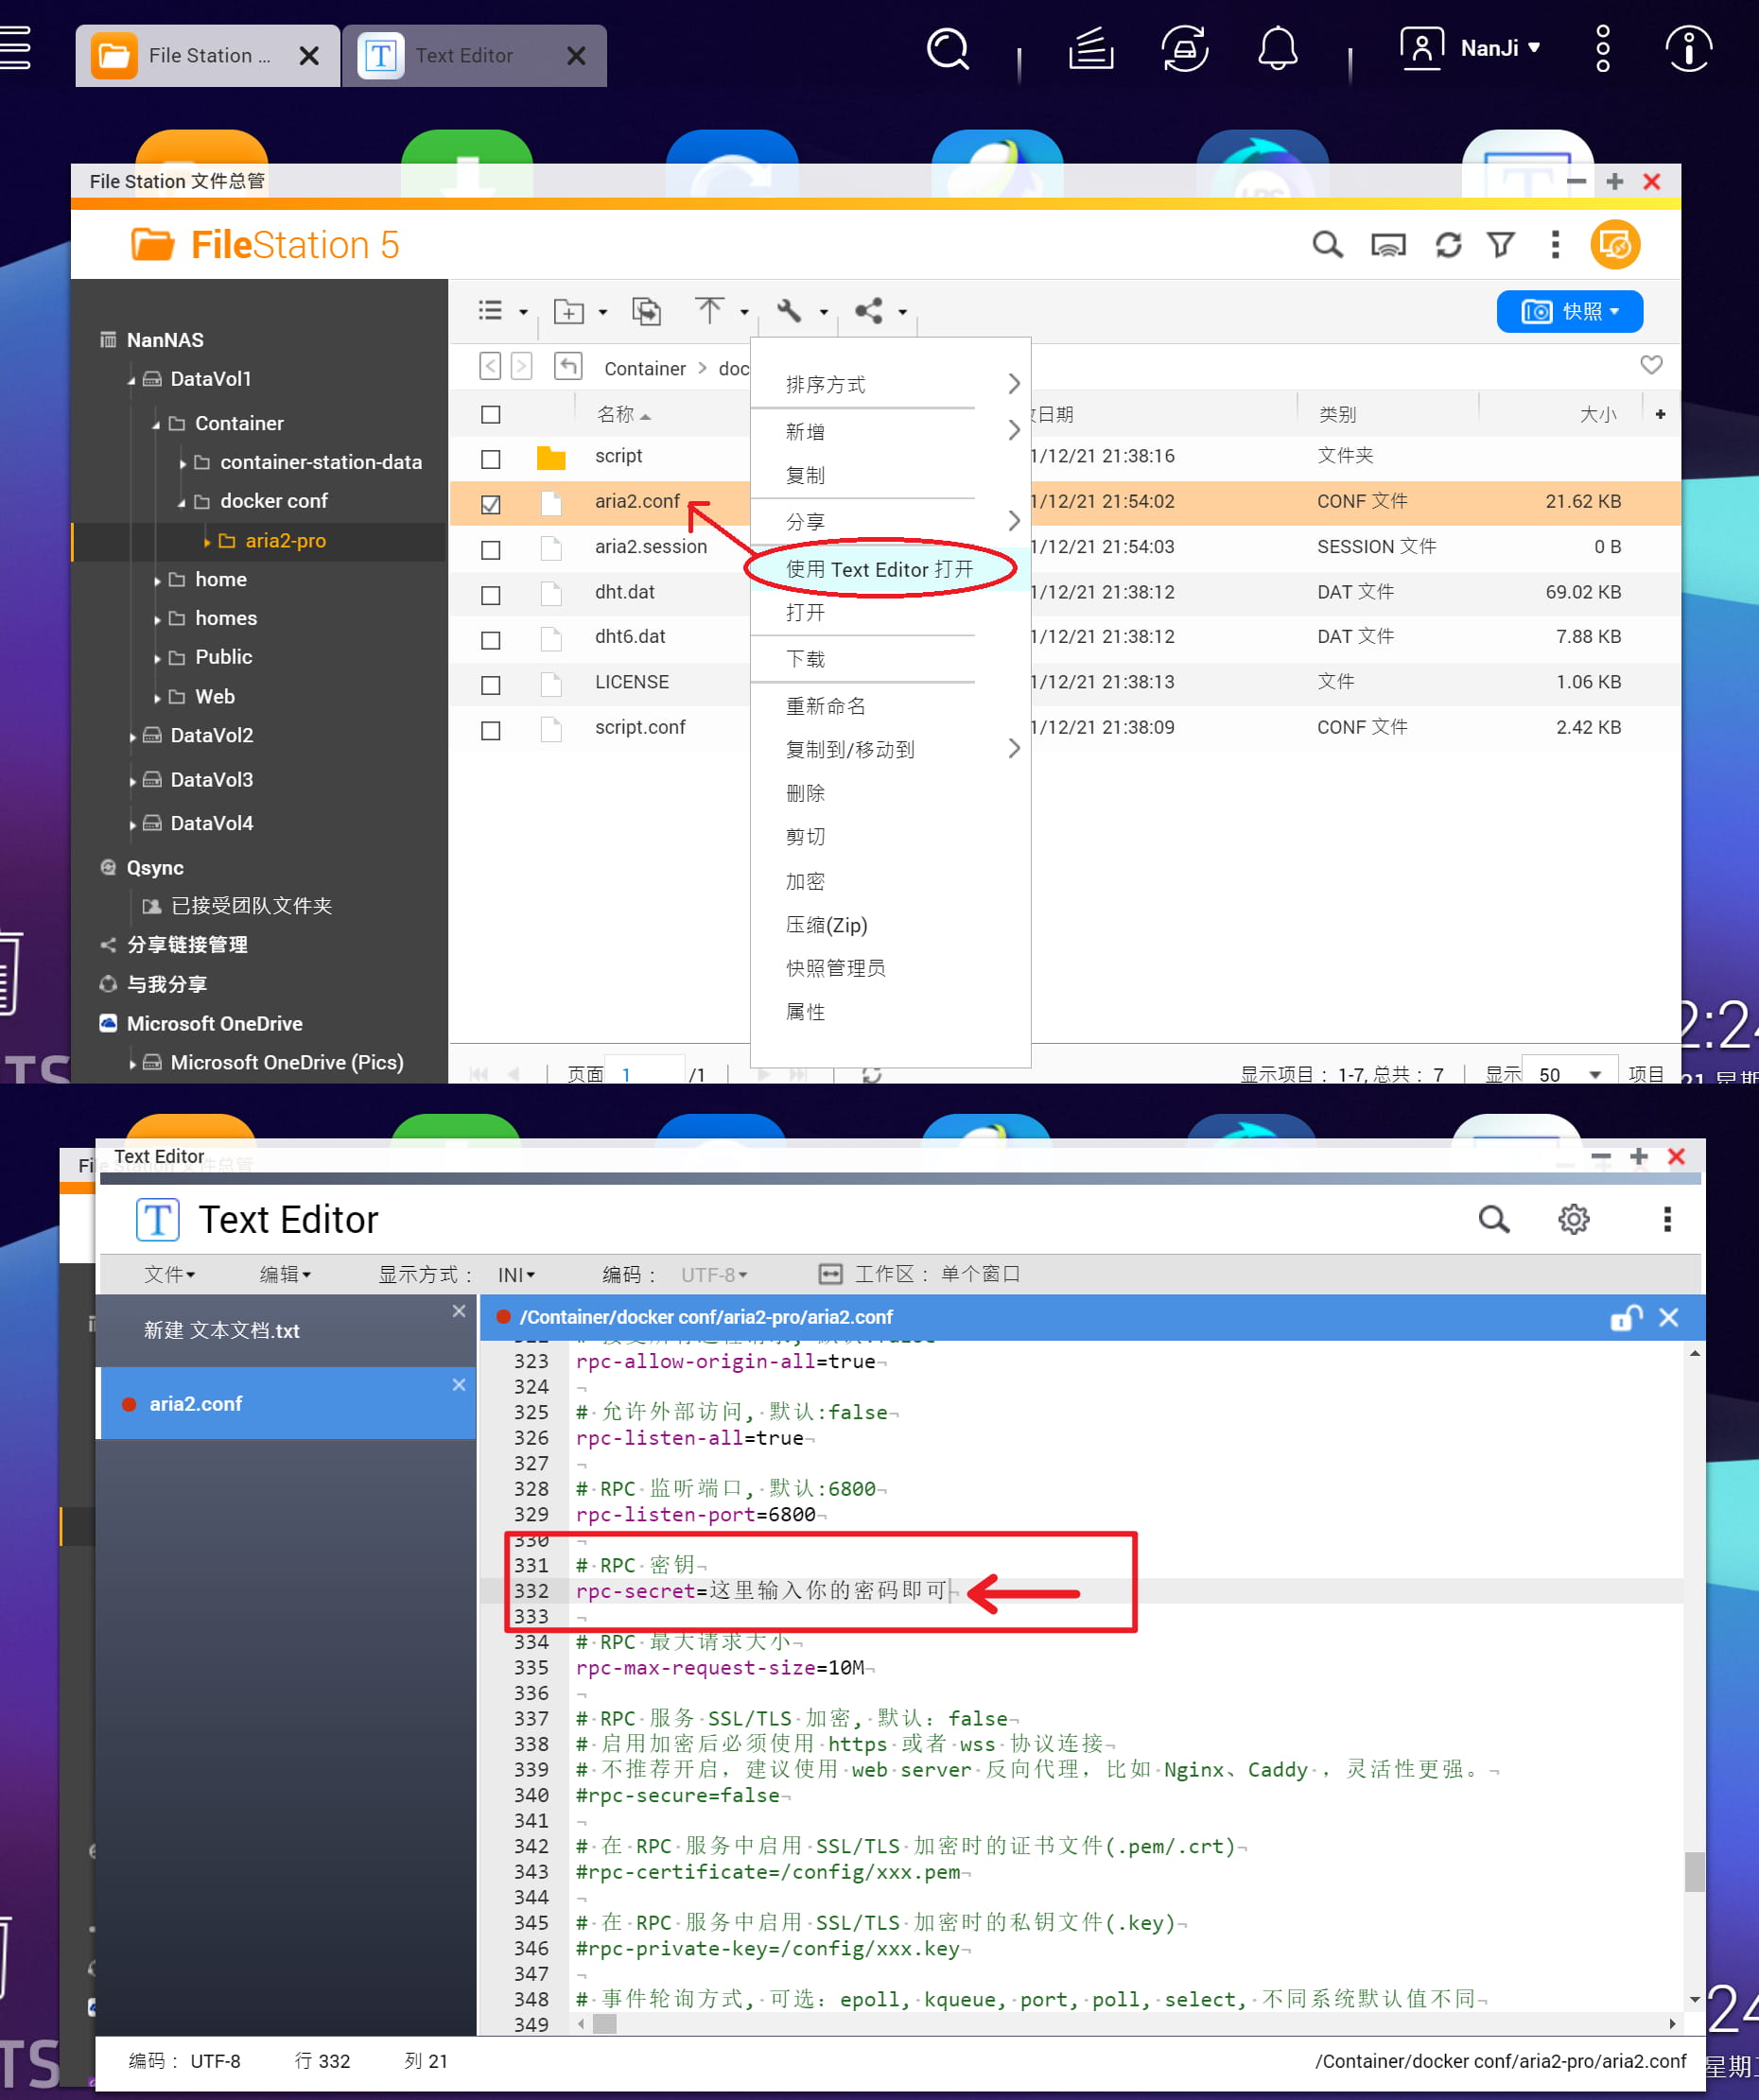 File Station ... Text Editor NanJi
File Station 文件总管
FileStation 5
快照
NanNAS
DataVol1
Container
container-station-data
docker conf
aria2-pro
home
homes
Public
Web
DataVol2
DataVol3
DataVol4
Qsync
已接受团队文件夹
分享链接管理
与我分享
Microsoft OneDrive
Microsoft OneDrive (Pics)
Container > doc
名称 日期 类别 大小
script 1/12/21 21:38:16 文件夹
aria2.conf 1/12/21 21:54:02 CONF 文件 21.62 KB
aria2.session 1/12/21 21:54:03 SESSION 文件 0 B
dht.dat 1/12/21 21:38:12 DAT 文件 69.02 KB
dht6.dat 1/12/21 21:38:12 DAT 文件 7.88 KB
LICENSE 1/12/21 21:38:13 文件 1.06 KB
script.conf 1/12/21 21:38:09 CONF 文件 2.42 KB
排序方式
新增
复制
分享
使用 Text Editor 打开
打开
下载
重新命名
复制到/移动到
删除
剪切
加密
压缩(Zip)
快照管理员
属性
页面 1 /1
显示项目： 1-7, 总共： 7 显示 50 项目
2:24
21 星期
TS
Text Editor
Text Editor
文件 编辑 显示方式： INI 编码： UTF-8 工作区： 单个窗口
新建 文本文档.txt
aria2.conf
/Container/docker conf/aria2-pro/aria2.conf
323 rpc-allow-origin-all=true
324
325 # 允许外部访问, 默认:false
326 rpc-listen-all=true
327
328 # RPC 监听端口, 默认:6800
329 rpc-listen-port=6800
330
331 # RPC 密钥
332 rpc-secret=这里输入你的密码即可
333
334 # RPC 最大请求大小
335 rpc-max-request-size=10M
336
337 # RPC 服务 SSL/TLS 加密, 默认：false
338 # 启用加密后必须使用 https 或者 wss 协议连接
339 # 不推荐开启，建议使用 web server 反向代理，比如 Nginx、Caddy ，灵活性更强。
340 #rpc-secure=false
341
342 # 在 RPC 服务中启用 SSL/TLS 加密时的证书文件(.pem/.crt)
343 #rpc-certificate=/config/xxx.pem
344
345 # 在 RPC 服务中启用 SSL/TLS 加密时的私钥文件(.key)
346 #rpc-private-key=/config/xxx.key
347
348 # 事件轮询方式, 可选：epoll, kqueue, port, poll, select, 不同系统默认值不同
349
编码： UTF-8 行 332 列 21 /Container/docker conf/aria2-pro/aria2.conf
24
星期
TS